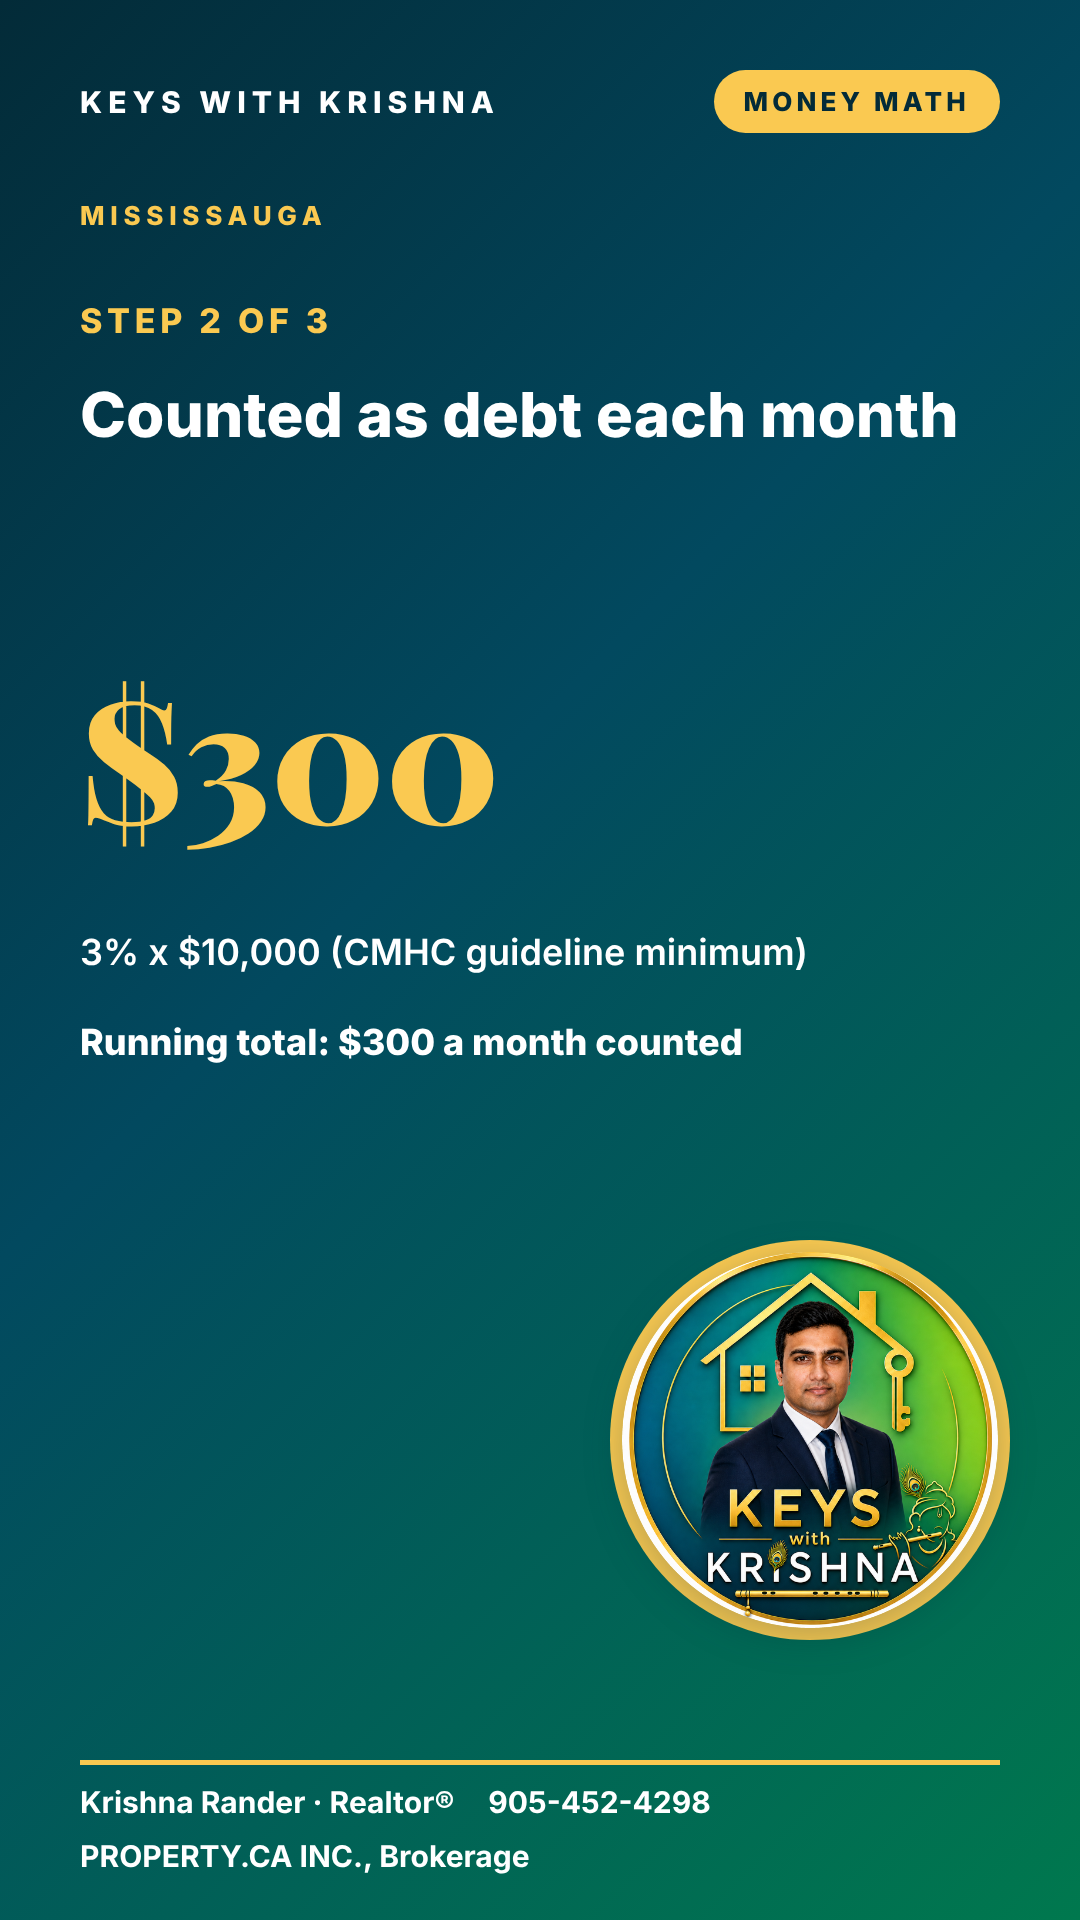 KEYS WITH KRISHNA
MONEY MATH
MISSISSAUGA
STEP 2 OF 3
Counted as debt each month
$300
3% x $10,000 (CMHC guideline minimum)
Running total: $300 a month counted
KEYS
with
KRISHNA
Krishna Rander · Realtor® 905-452-4298
PROPERTY.CA INC., Brokerage